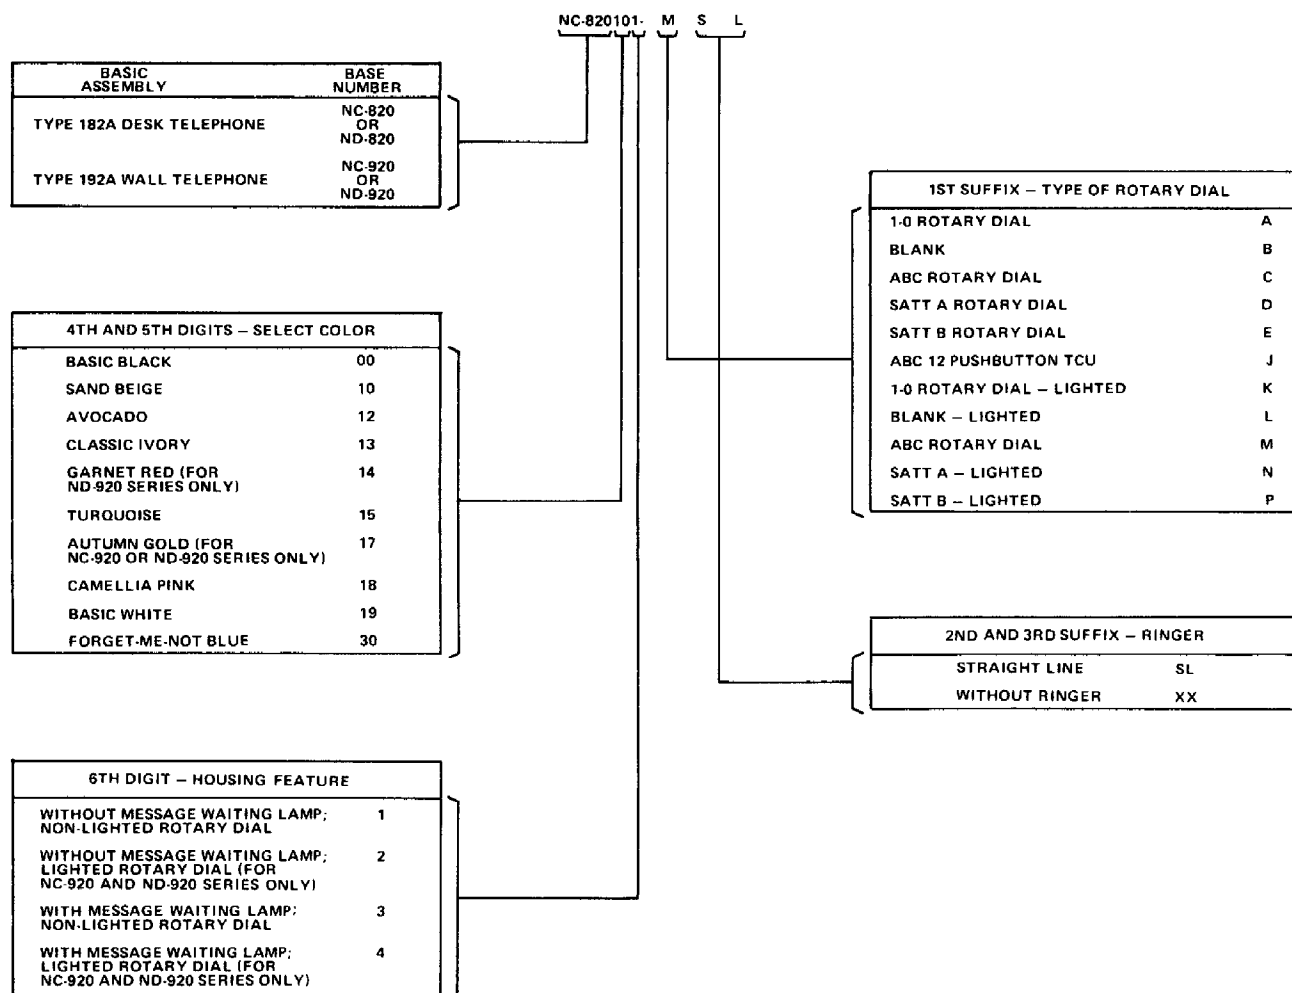 NC-820101- M S L
BASIC ASSEMBLY BASE NUMBER
TYPE 182A DESK TELEPHONE NC-820 OR ND-820
TYPE 192A WALL TELEPHONE NC-920 OR ND-920
4TH AND 5TH DIGITS – SELECT COLOR
BASIC BLACK 00
SAND BEIGE 10
AVOCADO 12
CLASSIC IVORY 13
GARNET RED (FOR 14
ND-920 SERIES ONLY)
TURQUOISE 15
AUTUMN GOLD (FOR 17
NC-920 OR ND-920 SERIES ONLY)
CAMELLIA PINK 18
BASIC WHITE 19
FORGET-ME-NOT BLUE 30
6TH DIGIT – HOUSING FEATURE
WITHOUT MESSAGE WAITING LAMP; 1
NON-LIGHTED ROTARY DIAL
WITHOUT MESSAGE WAITING LAMP; 2
LIGHTED ROTARY DIAL (FOR
NC-920 AND ND-920 SERIES ONLY)
WITH MESSAGE WAITING LAMP; 3
NON-LIGHTED ROTARY DIAL
WITH MESSAGE WAITING LAMP; 4
LIGHTED ROTARY DIAL (FOR
NC-920 AND ND-920 SERIES ONLY)
1ST SUFFIX – TYPE OF ROTARY DIAL
1-0 ROTARY DIAL A
BLANK B
ABC ROTARY DIAL C
SATT A ROTARY DIAL D
SATT B ROTARY DIAL E
ABC 12 PUSHBUTTON TCU J
1-0 ROTARY DIAL – LIGHTED K
BLANK – LIGHTED L
ABC ROTARY DIAL M
SATT A – LIGHTED N
SATT B – LIGHTED P
2ND AND 3RD SUFFIX – RINGER
STRAIGHT LINE SL
WITHOUT RINGER XX